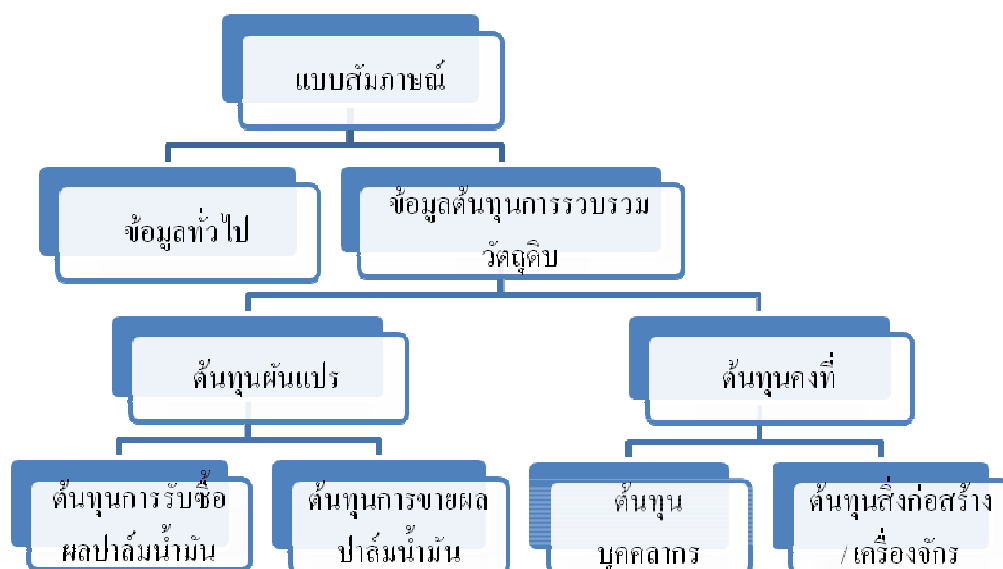 แบบสัมภาษณ์
ข้อมูลทั่วไป
ข้อมูลต้นทุนการรวบรวม
วัตถุดิบ
ต้นทุนผันแปร
ต้นทุนคงที่
ต้นทุนการรับซื้อ
ผลปาล์มน้ำมัน
ต้นทุนการขายผล
ปาล์มน้ำมัน
ต้นทุน
บุคคลากร
ต้นทุนสิ่งก่อสร้าง
/ เครื่องจักร